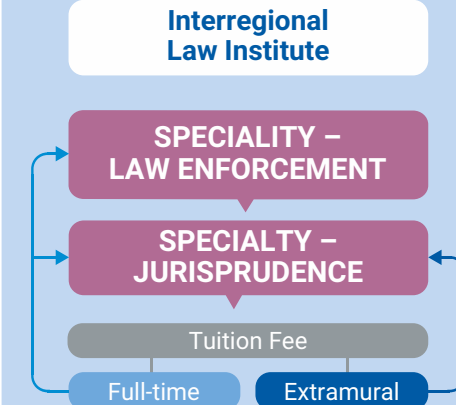 Interregional
Law Institute
SPECIALITY –
LAW ENFORCEMENT
SPECIALTY –
JURISPRUDENCE
Tuition Fee
Full-time
Extramural